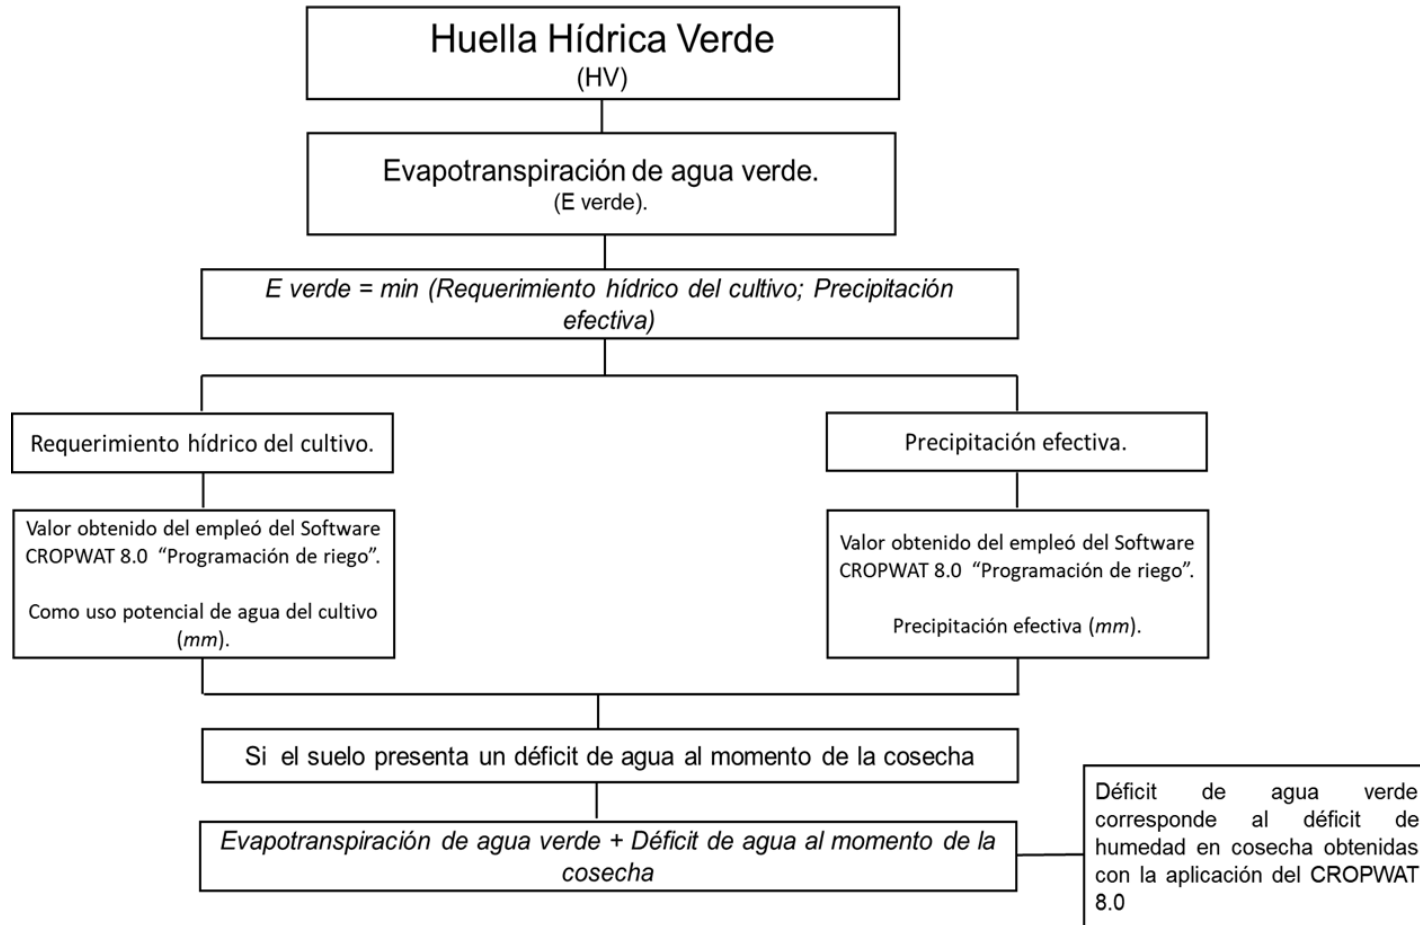 Huella Hídrica Verde
(HV)
Evapotranspiración de agua verde.
(E verde).
E verde = min (Requerimiento hídrico del cultivo; Precipitación
efectiva)
Requerimiento hídrico del cultivo.
Precipitación efectiva.
Valor obtenido del empleó del Software
CROPWAT 8.0 “Programación de riego”.
Como uso potencial de agua del cultivo
(mm).
Valor obtenido del empleó del Software
CROPWAT 8.0 “Programación de riego”.
Precipitación efectiva (mm).
Si el suelo presenta un déficit de agua al momento de la cosecha
Evapotranspiración de agua verde + Déficit de agua al momento de la
cosecha
Déficit de agua verde
corresponde al déficit de
humedad en cosecha obtenidas
con la aplicación del CROPWAT
8.0